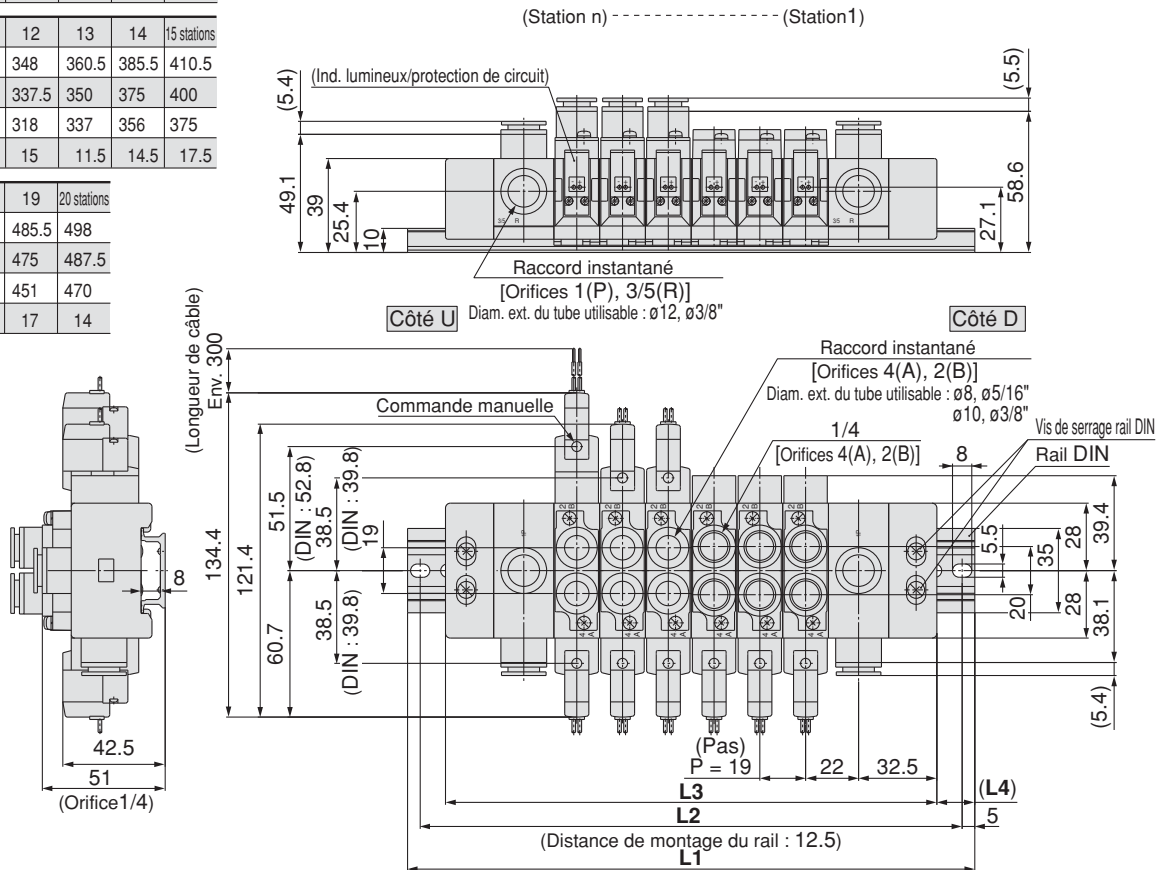 12 13 14 15 stations
348 360.5 385.5 410.5
337.5 350 375 400
318 337 356 375
15 11.5 14.5 17.5
19 20 stations
485.5 498
475 487.5
451 470
17 14
(Station n) (Station1)
(Ind. lumineux/protection de circuit)
(5.4)
(5.5)
49.1
39
25.4
10
58.6
27.1
35 R
35 R
Raccord instantané
[Orifices 1(P), 3/5(R)]
Diam. ext. du tube utilisable : ø12, ø3/8"
Côté U
Côté D
(Longueur de câble)
Env. 300
Commande manuelle
Raccord instantané
[Orifices 4(A), 2(B)]
Diam. ext. du tube utilisable : ø8, ø5/16"
ø10, ø3/8"
1/4
[Orifices 4(A), 2(B)]
Vis de serrage rail DIN
Rail DIN
8
134.4
121.4
51.5
(DIN : 52.8)
38.5
(DIN : 39.8)
19
60.7
38.5
(DIN : 39.8)
5.5
35
28
39.4
20
28
38.1
(5.4)
8
42.5
51
(Orifice1/4)
(Pas)
P = 19
22
32.5
L3
(L4)
L2
5
(Distance de montage du rail : 12.5)
L1